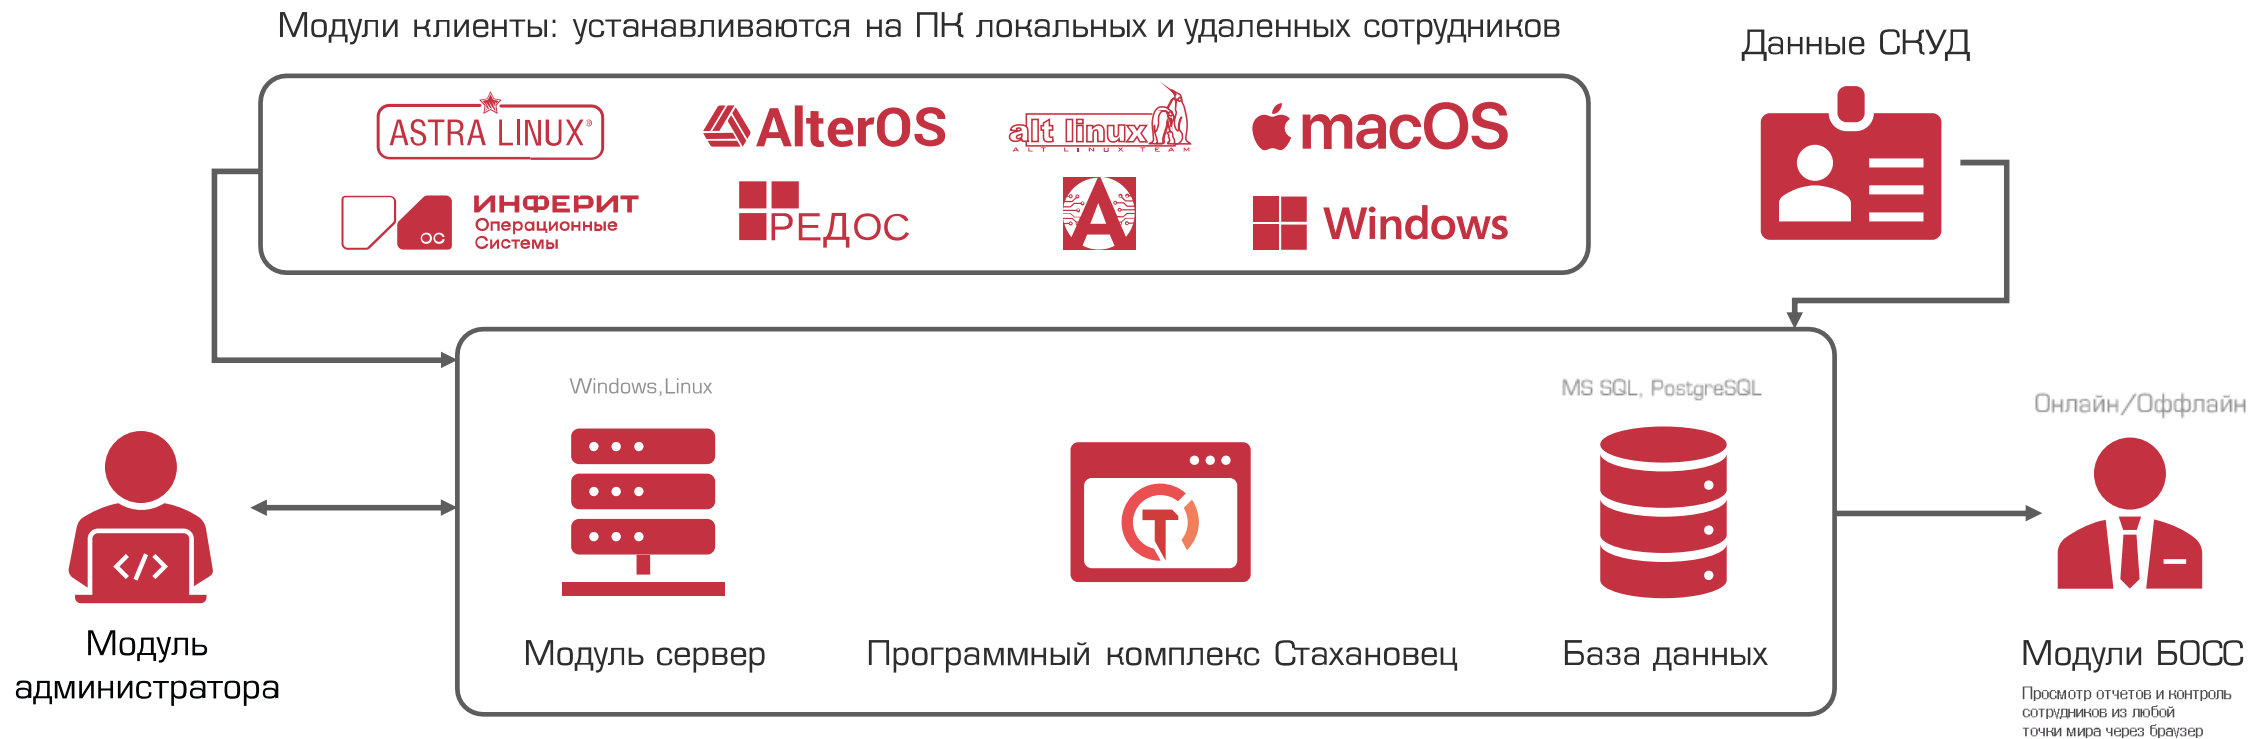 Модули клиенты: устанавливаются на ПК локальных и удаленных сотрудников
Данные СКУД
ASTRA LINUX®
AlterOS
alt linux
ALT LINUX TEAM
macOS
ОС
ИНФЕРИТ
Операционные
Системы
РЕДОС
A
Windows
Windows,Linux
MS SQL, PostgreSQL
Онлайн/Оффлайн
</>
T
Модуль
администратора
Модуль сервер
Программный комплекс Стахановец
База данных
Модули БОСС
Просмотр отчетов и контроль
сотрудников из любой
точки мира через браузер